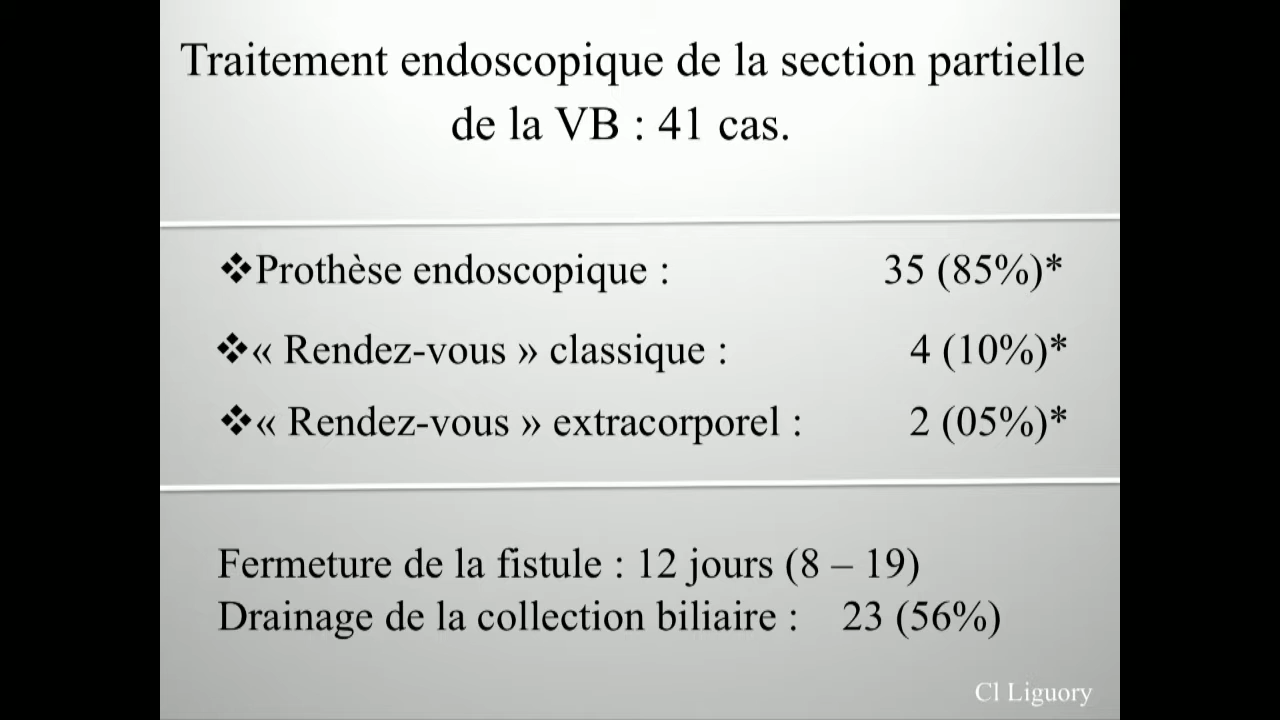 Traitement endoscopique de la section partielle
de la VB : 41 cas.
❖Prothèse endoscopique : 35 (85%)*
❖« Rendez-vous » classique : 4 (10%)*
❖« Rendez-vous » extracorporel : 2 (05%)*
Fermeture de la fistule : 12 jours (8 – 19)
Drainage de la collection biliaire : 23 (56%)
Cl Liguory